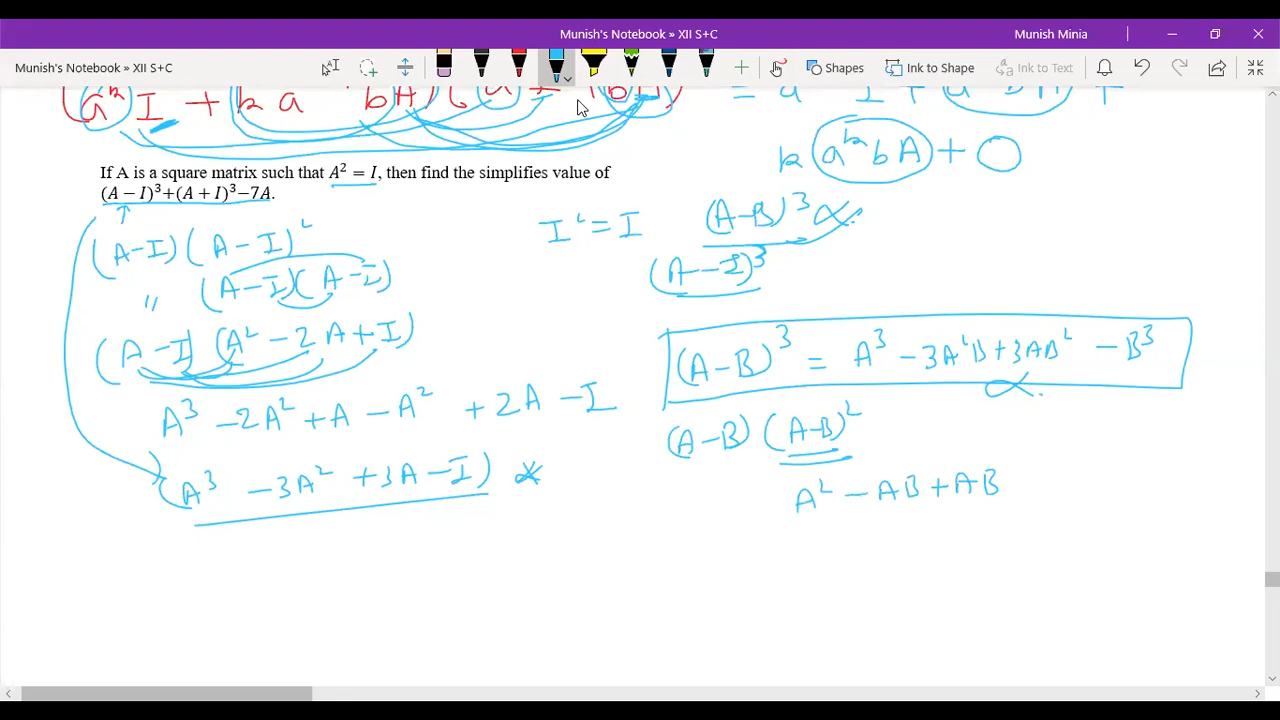 Munish's Notebook » XII S+C
Munish Minia
Munish's Notebook » XII S+C
Shapes
Ink to Shape
Ink to Text
If A is a square matrix such that A² = I, then find the simplifies value of
(A − I)³+(A + I)³−7A.
k (aᵏ b A) + O
I² = I
(A−B)³
(A−I)³
(A−I)(A−I)²
〃 (A−I)(A−I)
(A−I)(A²−2A+I)
A³ −2A² +A −A² +2A −I
(A³ −3A² +3A −I)
(A−B)³ = A³ −3A²B+3AB² −B³
(A−B)(A−B)²
A² −AB +AB